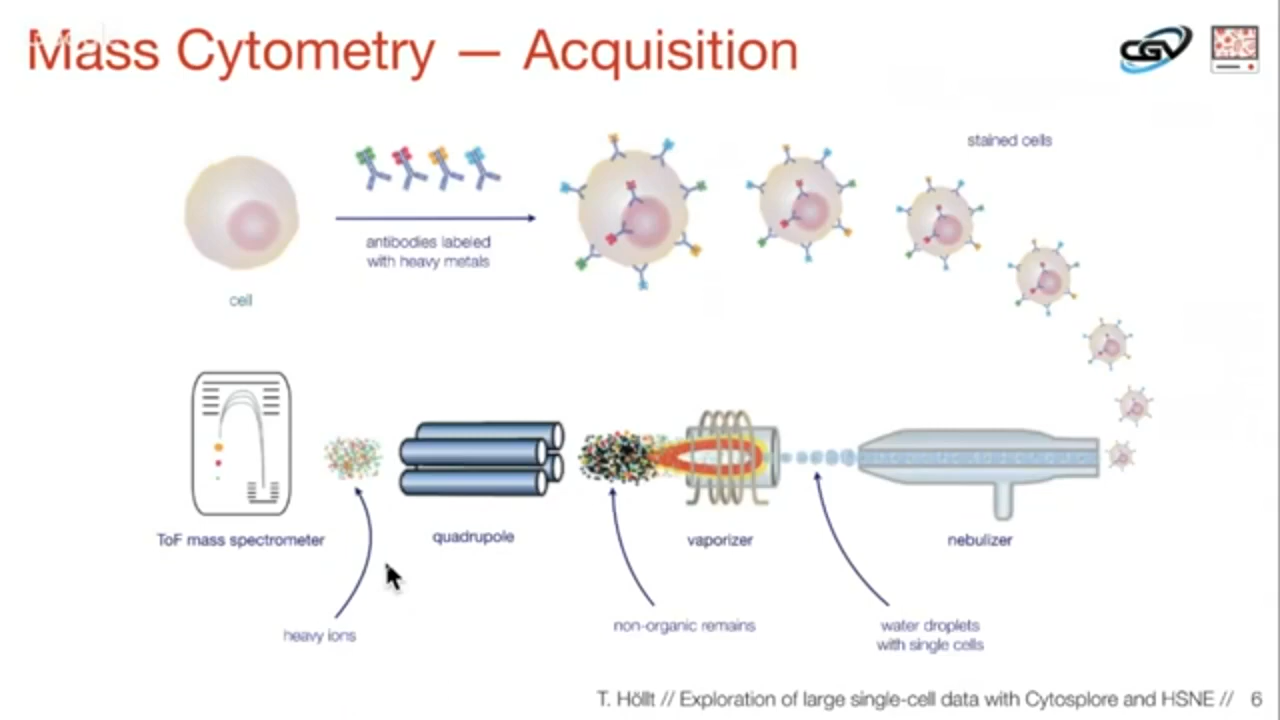 Mass Cytometry — Acquisition
CGV
stained cells
antibodies labeled
with heavy metals
cell
ToF mass spectrometer
quadrupole
vaporizer
nebulizer
heavy ions
non-organic remains
water droplets
with single cells
T. Höllt // Exploration of large single-cell data with Cytosplore and HSNE // 6